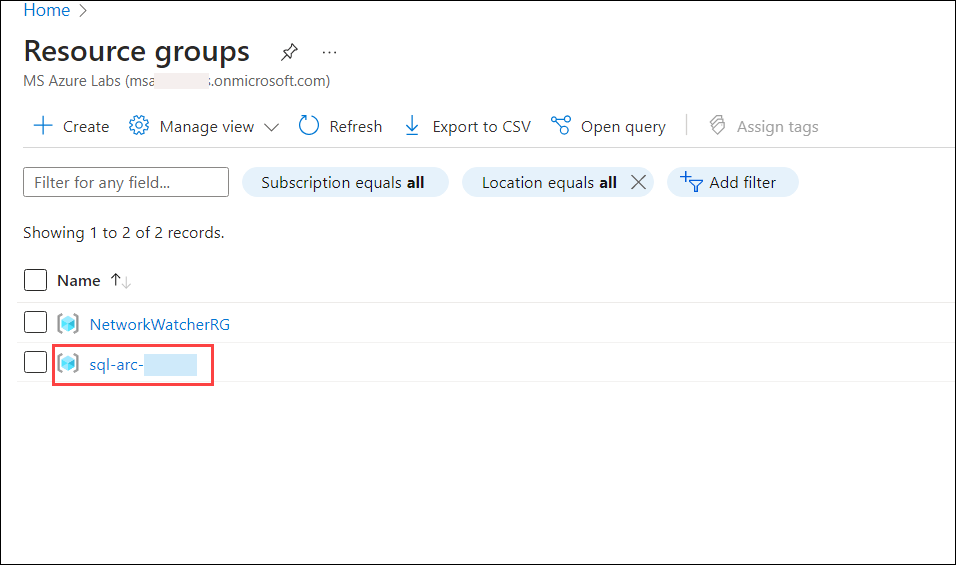 Home
Resource groups ...
MS Azure Labs (msa s.onmicrosoft.com)
Create Manage view Refresh Export to CSV Open query Assign tags
Filter for any field... Subscription equals all Location equals all Add filter
Showing 1 to 2 of 2 records.
Name
NetworkWatcherRG
sql-arc-